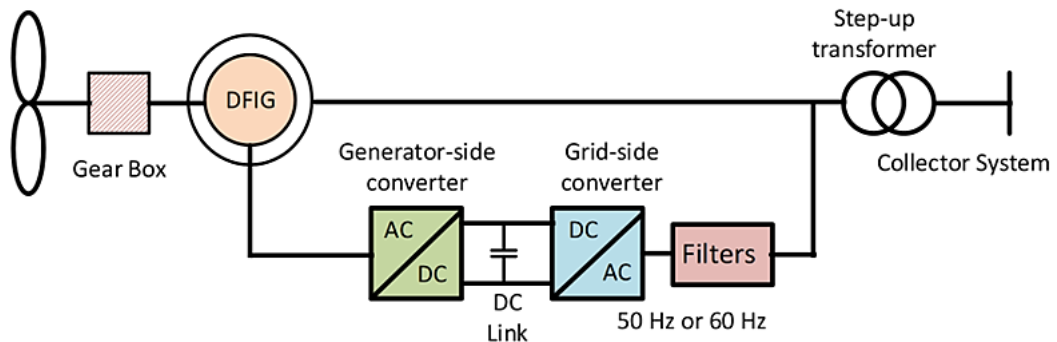 Step-up
transformer
DFIG
Gear Box
Generator-side
converter
Grid-side
converter
Collector System
AC
DC
DC
AC
Filters
DC
Link
50 Hz or 60 Hz